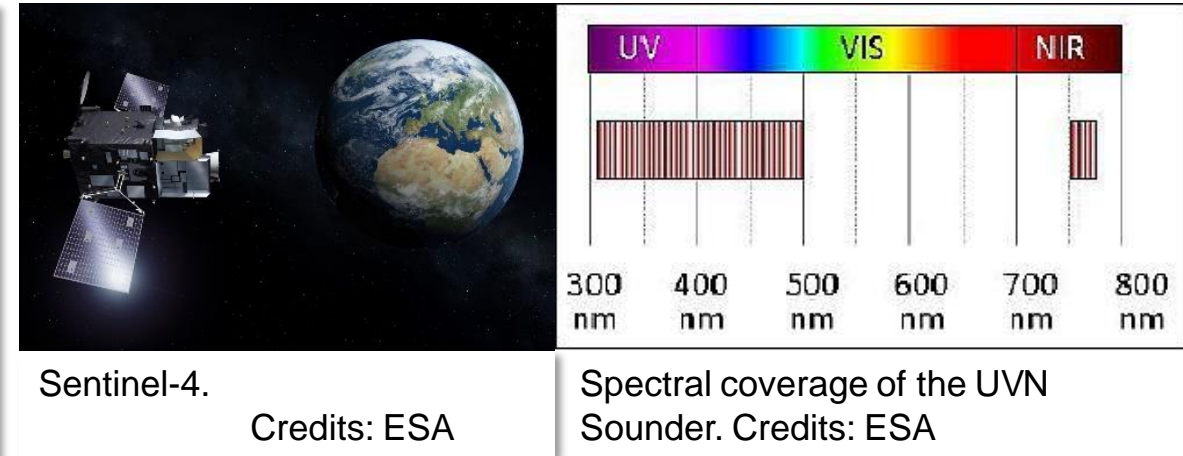 UV VIS NIR
300 400 500 600 700 800
nm nm nm nm nm nm
Sentinel-4.
Credits: ESA
Spectral coverage of the UVN
Sounder. Credits: ESA